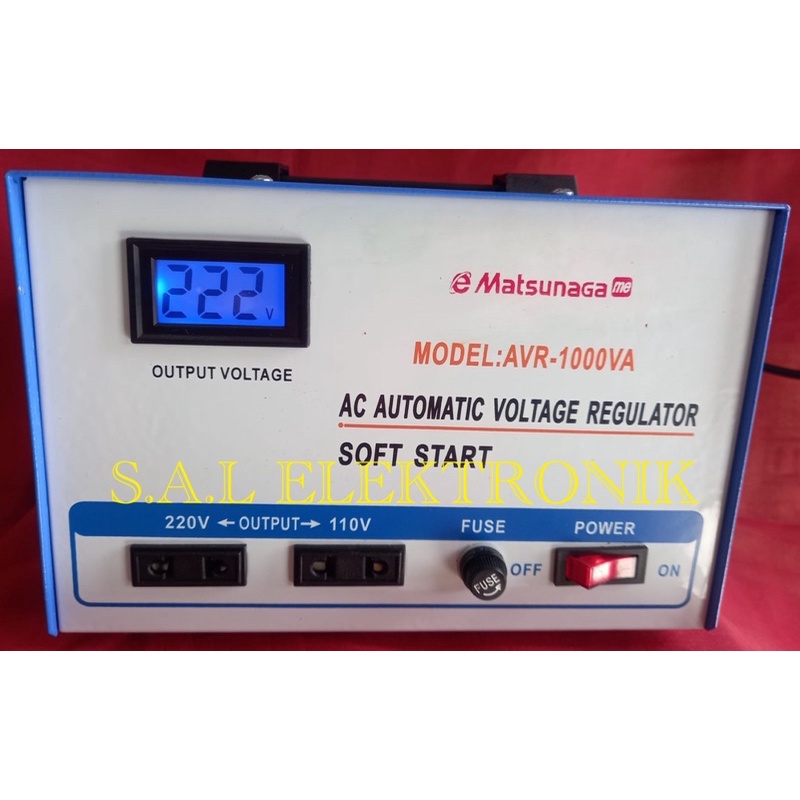 222 V
OUTPUT VOLTAGE
e Matsunaga me
MODEL:AVR-1000VA
AC AUTOMATIC VOLTAGE REGULATOR
SOFT START
S.A.L ELEKTRONIK
220V ←OUTPUT→ 110V
FUSE
POWER
FUSE
OFF
ON